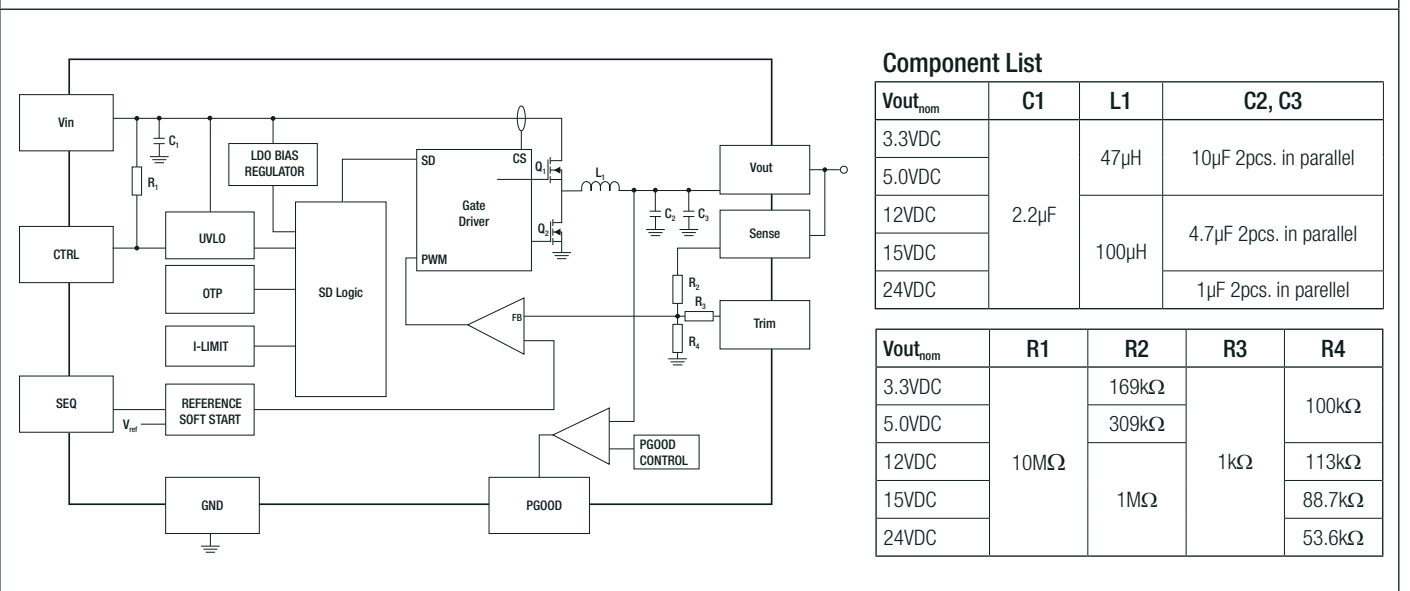 Vin
C1
R1
LDO BIAS
REGULATOR
CTRL
UVLO
OTP
I-LIMIT
SD Logic
SEQ
Vref
REFERENCE
SOFT START
GND
SD
CS
Gate
Driver
PWM
Q1
Q2
L1
C2
C3
Vout
Sense
Trim
R2
R3
R4
FB
PGOOD
CONTROL
PGOOD
Component List
Voutnom C1 L1 C2, C3
3.3VDC 2.2µF 47µH 10µF 2pcs. in parallel
5.0VDC
12VDC 100µH 4.7µF 2pcs. in parallel
15VDC
24VDC 1µF 2pcs. in parellel
Voutnom R1 R2 R3 R4
3.3VDC 10MΩ 169kΩ 1kΩ 100kΩ
5.0VDC 309kΩ
12VDC 1MΩ 113kΩ
15VDC 88.7kΩ
24VDC 53.6kΩ